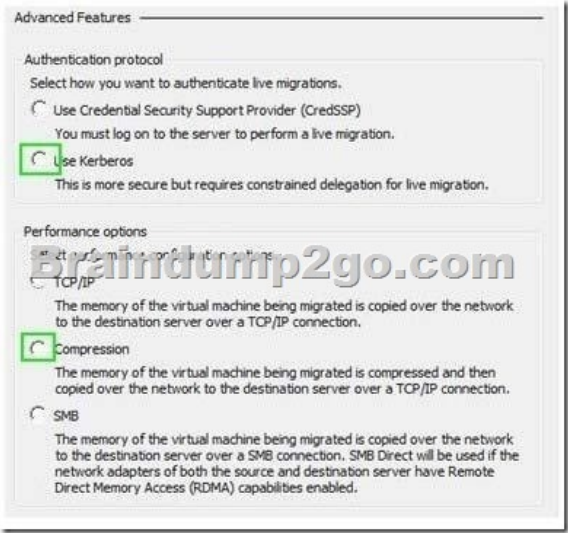 Advanced Features
Authentication protocol
Select how you want to authenticate live migrations.
Use Credential Security Support Provider (CredSSP)
You must log on to the server to perform a live migration.
Use Kerberos
This is more secure but requires constrained delegation for live migration.
Performance options
Select performance configuration options.
Braindump2go.com
TCP/IP
The memory of the virtual machine being migrated is copied over the network
to the destination server over a TCP/IP connection.
Compression
The memory of the virtual machine being migrated is compressed and then
copied over the network to the destination server over a TCP/IP connection.
SMB
The memory of the virtual machine being migrated is copied over the network
to the destination server over a SMB connection. SMB Direct will be used if the
network adapters of both the source and destination server have Remote
Direct Memory Access (RDMA) capabilities enabled.